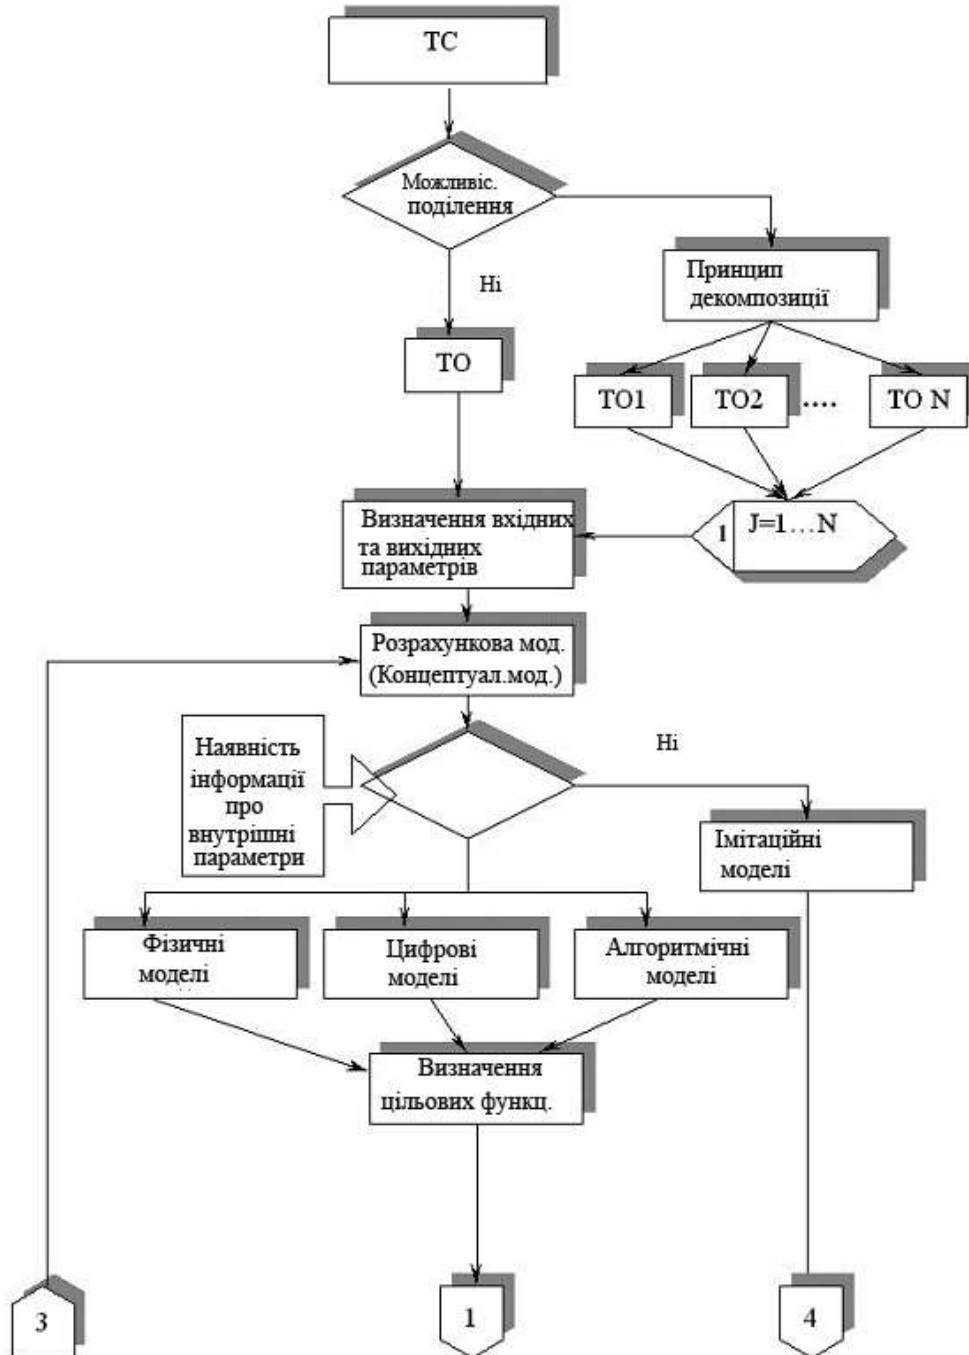 ТС
Можливіс.
поділення
Ні
Принцип
декомпозиції
ТО
ТО1
ТО2
....
ТО N
Визначення вхідних
та вихідних
параметрів
1
J=1...N
Розрахункова мод.
(Концептуал.мод.)
Наявність
інформації
про
внутрішні
параметри
Ні
Імітаційні
моделі
Фізичні
моделі
Цифрові
моделі
Алгоритмічні
моделі
Визначення
цільових функц.
3
1
4